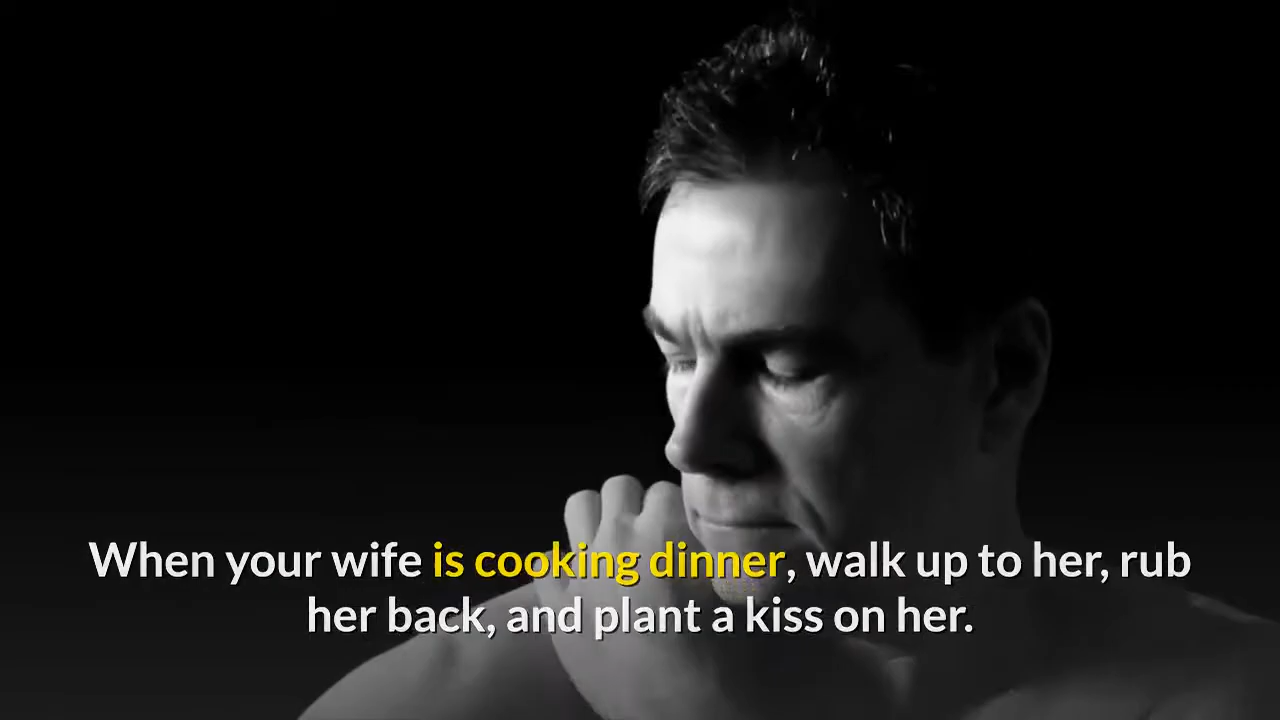 When your wife is cooking dinner, walk up to her, rub
her back, and plant a kiss on her.